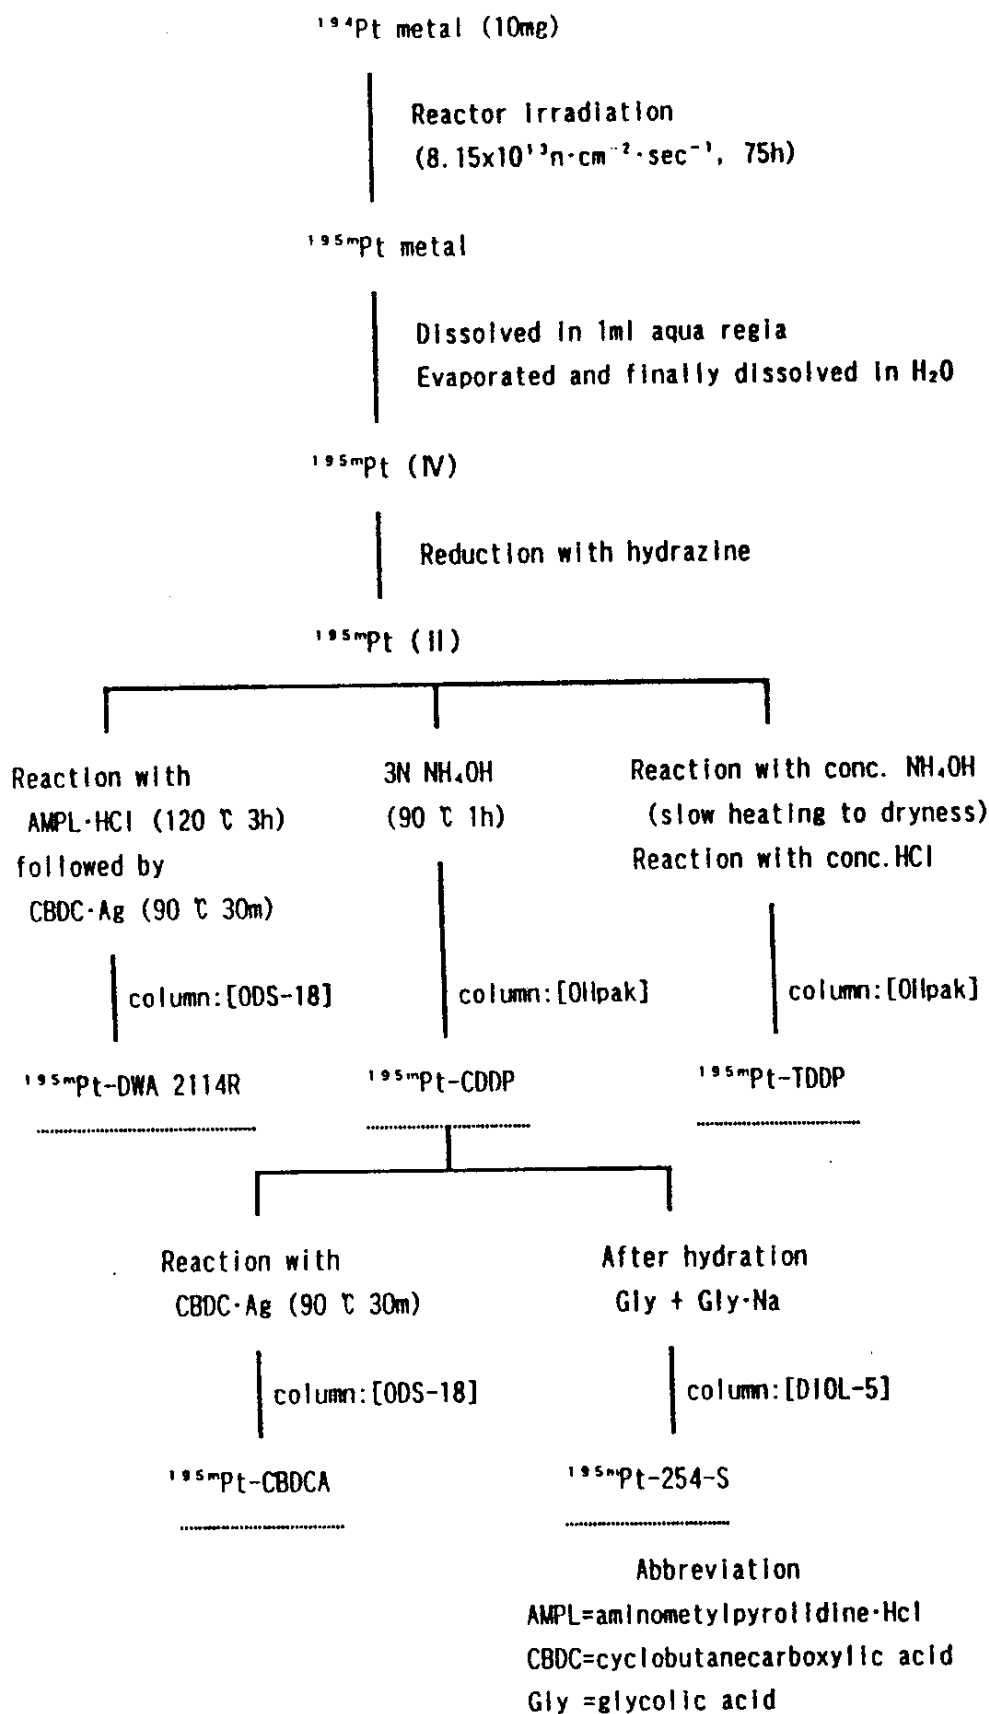 ¹⁹⁴Pt metal (10mg)
Reactor irradiation
(8.15x10¹³n·cm⁻²·sec⁻¹, 75h)
¹⁹⁵ᵐPt metal
Dissolved in 1ml aqua regia
Evaporated and finally dissolved in H₂O
¹⁹⁵ᵐPt (IV)
Reduction with hydrazine
¹⁹⁵ᵐPt (II)
Reaction with
AMPL·HCl (120 ℃ 3h)
followed by
CBDC·Ag (90 ℃ 30m)
3N NH₄OH
(90 ℃ 1h)
Reaction with conc. NH₄OH
(slow heating to dryness)
Reaction with conc.HCl
column:[ODS-18]
column:[OHpak]
column:[OHpak]
¹⁹⁵ᵐPt-DWA 2114R
¹⁹⁵ᵐPt-CDDP
¹⁹⁵ᵐPt-TDDP
Reaction with
CBDC·Ag (90 ℃ 30m)
After hydration
Gly + Gly·Na
column:[ODS-18]
column:[DIOL-5]
¹⁹⁵ᵐPt-CBDCA
¹⁹⁵ᵐPt-254-S
Abbreviation
AMPL=aminometylpyrolidine·Hcl
CBDC=cyclobutanecarboxylic acid
Gly =glycolic acid